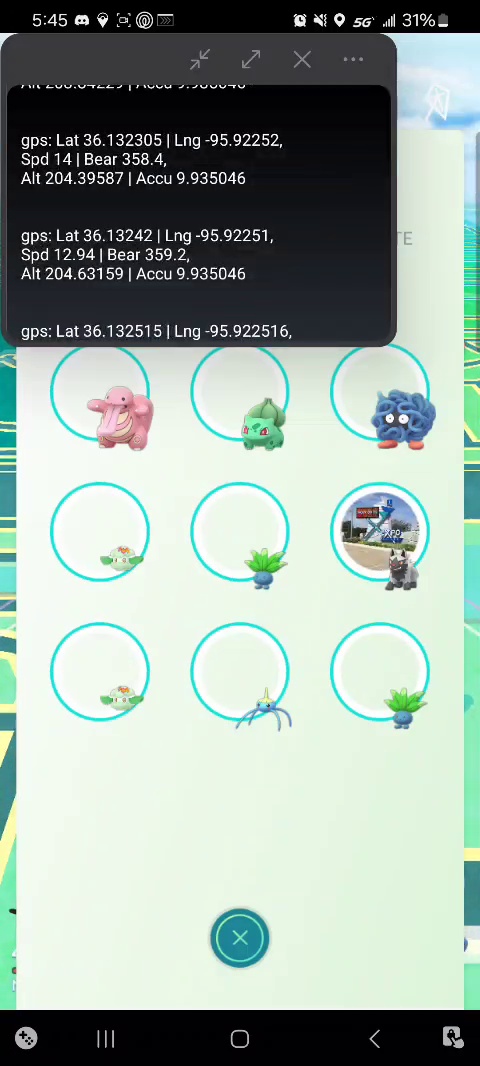 5:45
5G
31%
gps: Lat 36.132305 | Lng -95.92252,
Spd 14 | Bear 358.4,
Alt 204.39587 | Accu 9.935046
gps: Lat 36.13242 | Lng -95.92251,
Spd 12.94 | Bear 359.2,
Alt 204.63159 | Accu 9.935046
gps: Lat 36.132515 | Lng -95.922516,
EXPO